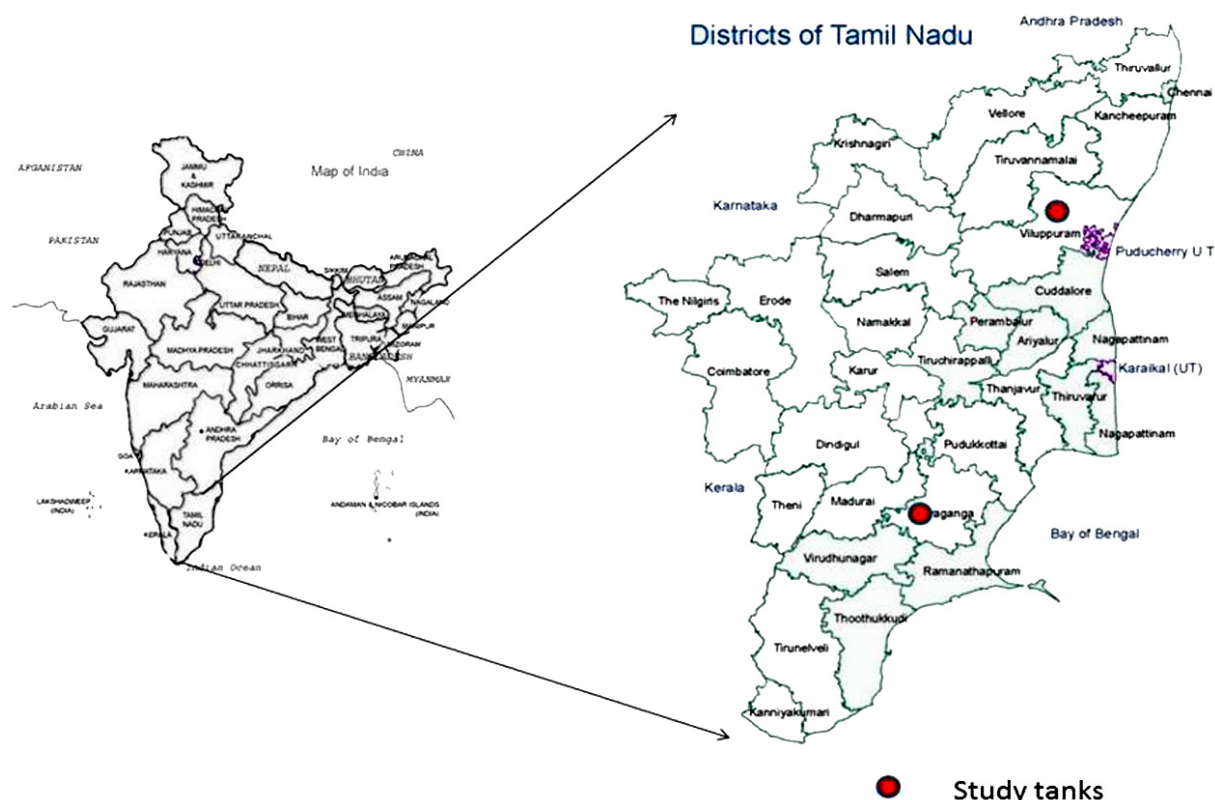 Map of India
AFGANISTAN
CHINA
PAKISTAN
JAMMU
&
KASHMIR
HIMACHAL
PRADESH
PUNJAB
UTTARANCHAL
HARYANA
DELHI
RAJASTHAN
NEPAL
SIKKIM
BHUTAN
ARUNACHAL
PRADESH
UTTAR PRADESH
ASSAM
NAGALAND
MEGHALAYA
BIHAR
MANIPUR
GUJARAT
MADHYA PRADESH
JHARKHAND
WEST
BENGAL
TRIPURA
MIZORAM
BANGLADESH
CHHATTISGARH
MAHARASHTRA
ORRISA
MYANMAR
Arabian Sea
ANDHRA
PRADESH
Bay of Bengal
GOA
KARNATAKA
LAKSHADWEEP
(INDIA)
ANDAMAN & NICOBAR ISLANDS
(INDIA)
TAMIL
NADU
KERALA
Indian Ocean
Districts of Tamil Nadu
Andhra Pradesh
Thiruvallur
Chennai
Vellore
Kancheepuram
Krishnagiri
Tiruvannamalai
Karnataka
Dharmapuri
Viluppuram
Puducherry U T
Salem
Cuddalore
The Nilgiris
Erode
Namakkal
Perambalur
Ariyalur
Nagapattinam
Coimbatore
Karur
Tiruchirappalli
Karaikal (UT)
Thanjavur
Thiruvarur
Dindigul
Pudukkottai
Nagapattinam
Kerala
Theni
Madurai
vaganga
Bay of Bengal
Virudhunagar
Ramanathapuram
Thoothukkudi
Tirunelveli
Kanniyakumari
Study tanks